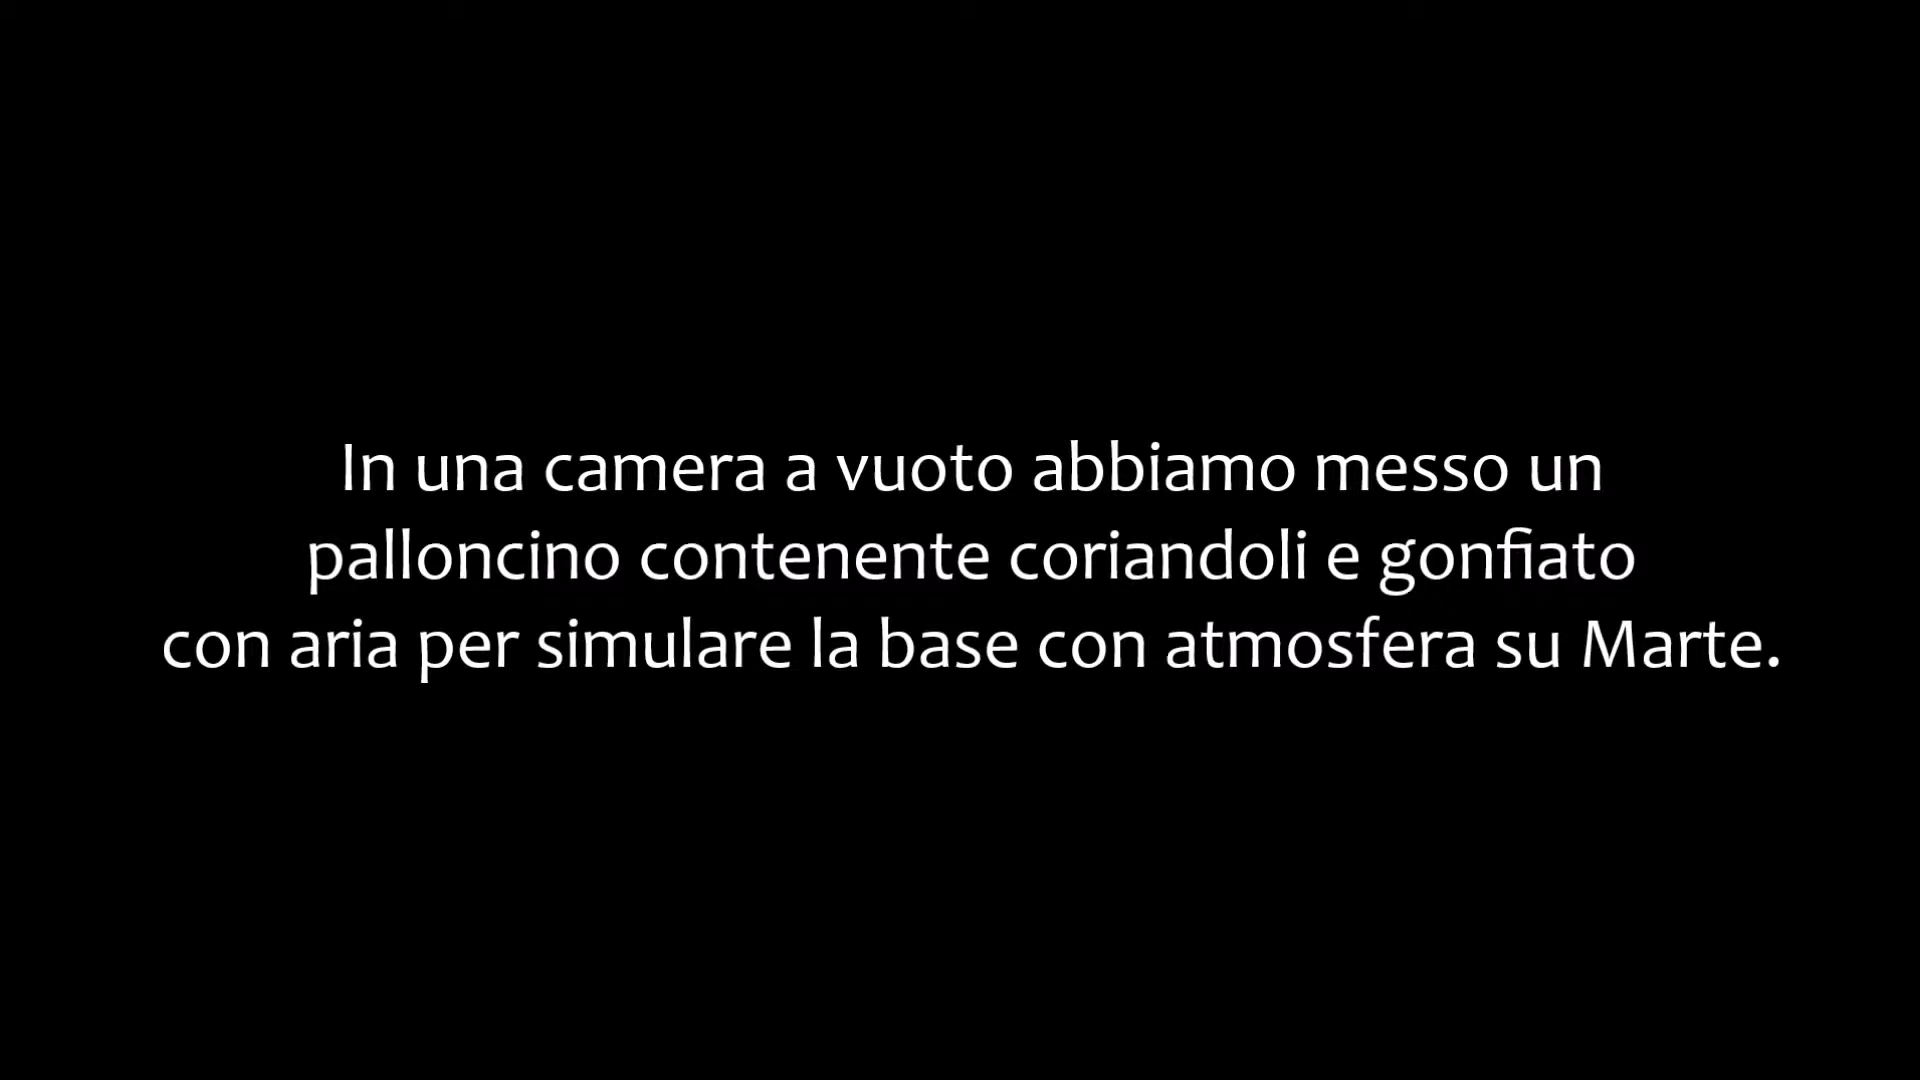 In una camera a vuoto abbiamo messo un
palloncino contenente coriandoli e gonfiato
con aria per simulare la base con atmosfera su Marte.